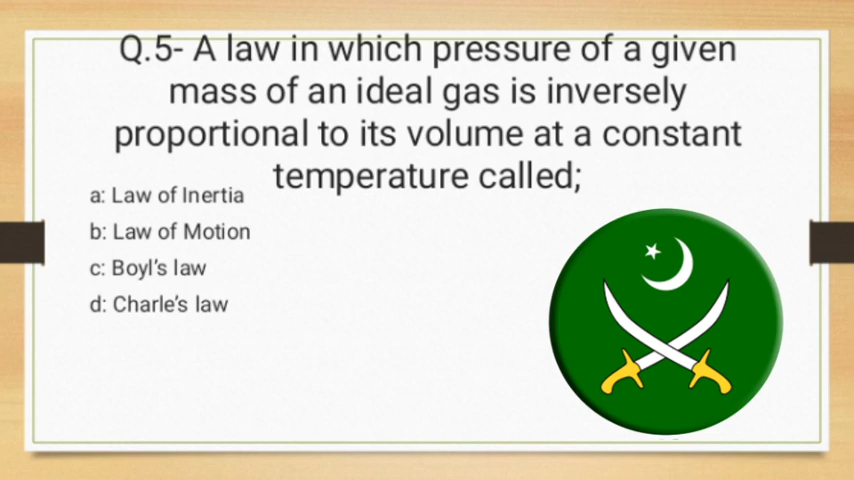 Q.5- A law in which pressure of a given
mass of an ideal gas is inversely
proportional to its volume at a constant
temperature called;
a: Law of Inertia
b: Law of Motion
c: Boyl's law
d: Charle's law